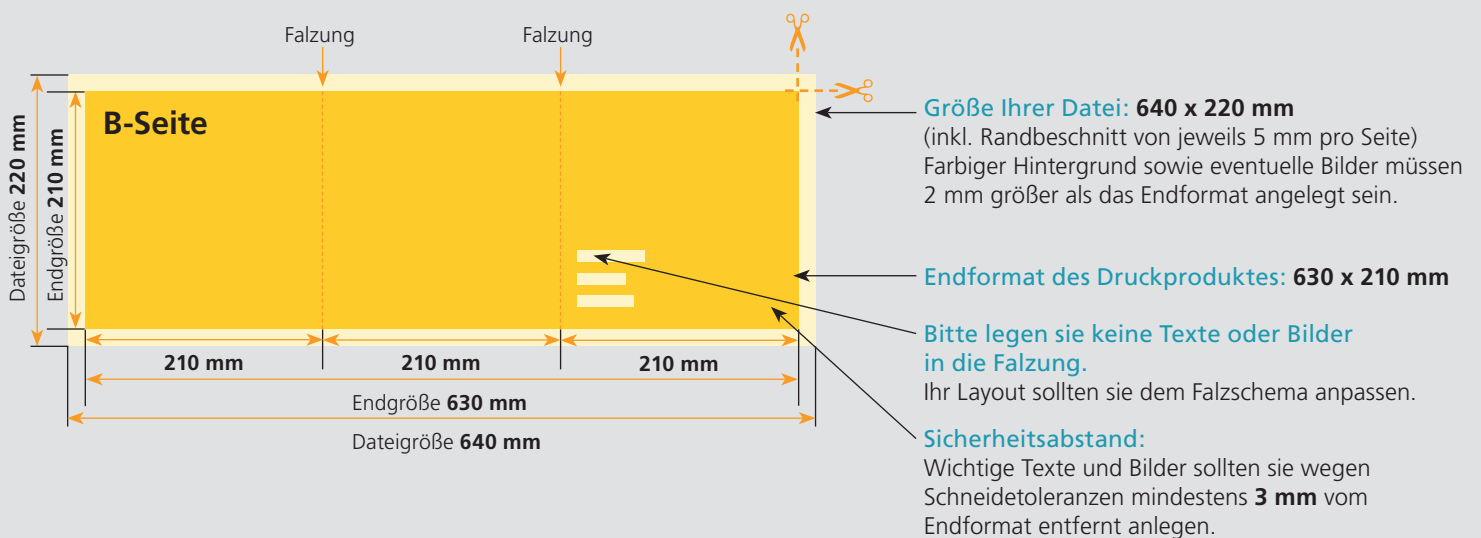 Falzung
Falzung
B-Seite
Dateigröße 220 mm
Endgröße 210 mm
210 mm
210 mm
210 mm
Endgröße 630 mm
Dateigröße 640 mm
Größe Ihrer Datei: 640 x 220 mm
(inkl. Randbeschnitt von jeweils 5 mm pro Seite)
Farbiger Hintergrund sowie eventuelle Bilder müssen
2 mm größer als das Endformat angelegt sein.
Endformat des Druckproduktes: 630 x 210 mm
Bitte legen sie keine Texte oder Bilder
in die Falzung.
Ihr Layout sollten sie dem Falzschema anpassen.
Sicherheitsabstand:
Wichtige Texte und Bilder sollten sie wegen
Schneidetoleranzen mindestens 3 mm vom
Endformat entfernt anlegen.